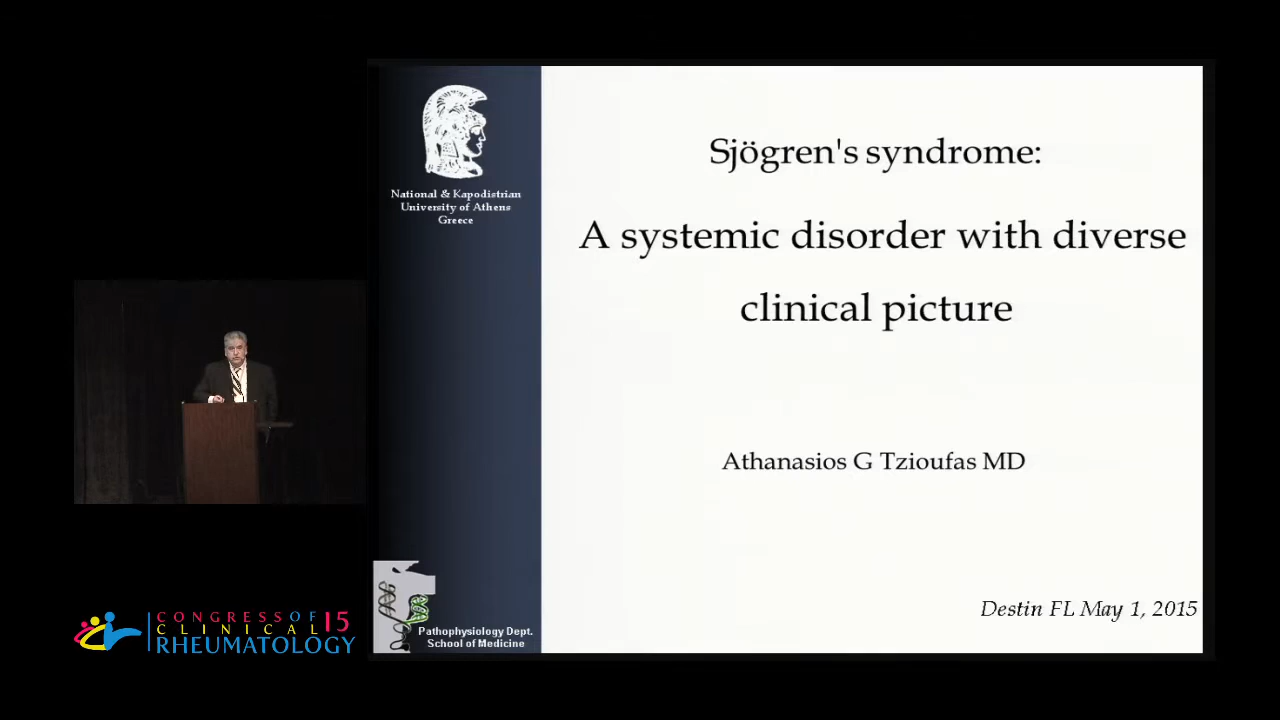 National & Kapodistrian
University of Athens
Greece
Sjögren's syndrome:
A systemic disorder with diverse
clinical picture
Athanasios G Tzioufas MD
Destin FL May 1, 2015
Pathophysiology Dept.
School of Medicine
CONGRESS OF
CLINICAL 15
RHEUMATOLOGY